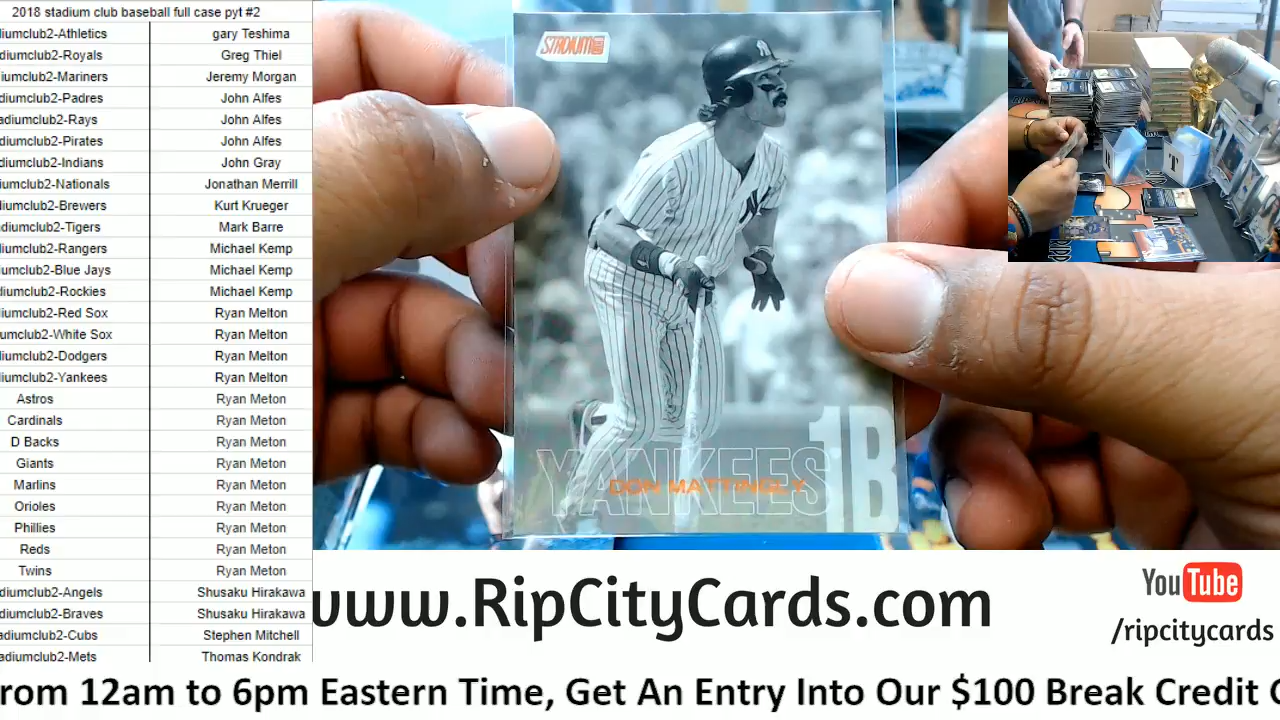 2018 stadium club baseball full case pyt #2
diumclub2-Athletics gary Teshima
diumclub2-Royals Greg Thiel
diumclub2-Mariners Jeremy Morgan
diumclub2-Padres John Alfes
adiumclub2-Rays John Alfes
diumclub2-Pirates John Alfes
diumclub2-Indians John Gray
iumclub2-Nationals Jonathan Merrill
iumclub2-Brewers Kurt Krueger
adiumclub2-Tigers Mark Barre
iumclub2-Rangers Michael Kemp
iumclub2-Blue Jays Michael Kemp
iumclub2-Rockies Michael Kemp
iumclub2-Red Sox Ryan Melton
umclub2-White Sox Ryan Melton
iumclub2-Dodgers Ryan Melton
iumclub2-Yankees Ryan Melton
Astros Ryan Meton
Cardinals Ryan Meton
D Backs Ryan Meton
Giants Ryan Meton
Marlins Ryan Meton
Orioles Ryan Meton
Phillies Ryan Meton
Reds Ryan Meton
Twins Ryan Meton
diumclub2-Angels Shusaku Hirakawa
diumclub2-Braves Shusaku Hirakawa
adiumclub2-Cubs Stephen Mitchell
adiumclub2-Mets Thomas Kondrak
STADIUM
YANKEES 1B
DON MATTINGLY
www.RipCityCards.com
YouTube
/ripcitycards
rom 12am to 6pm Eastern Time, Get An Entry Into Our $100 Break Credit